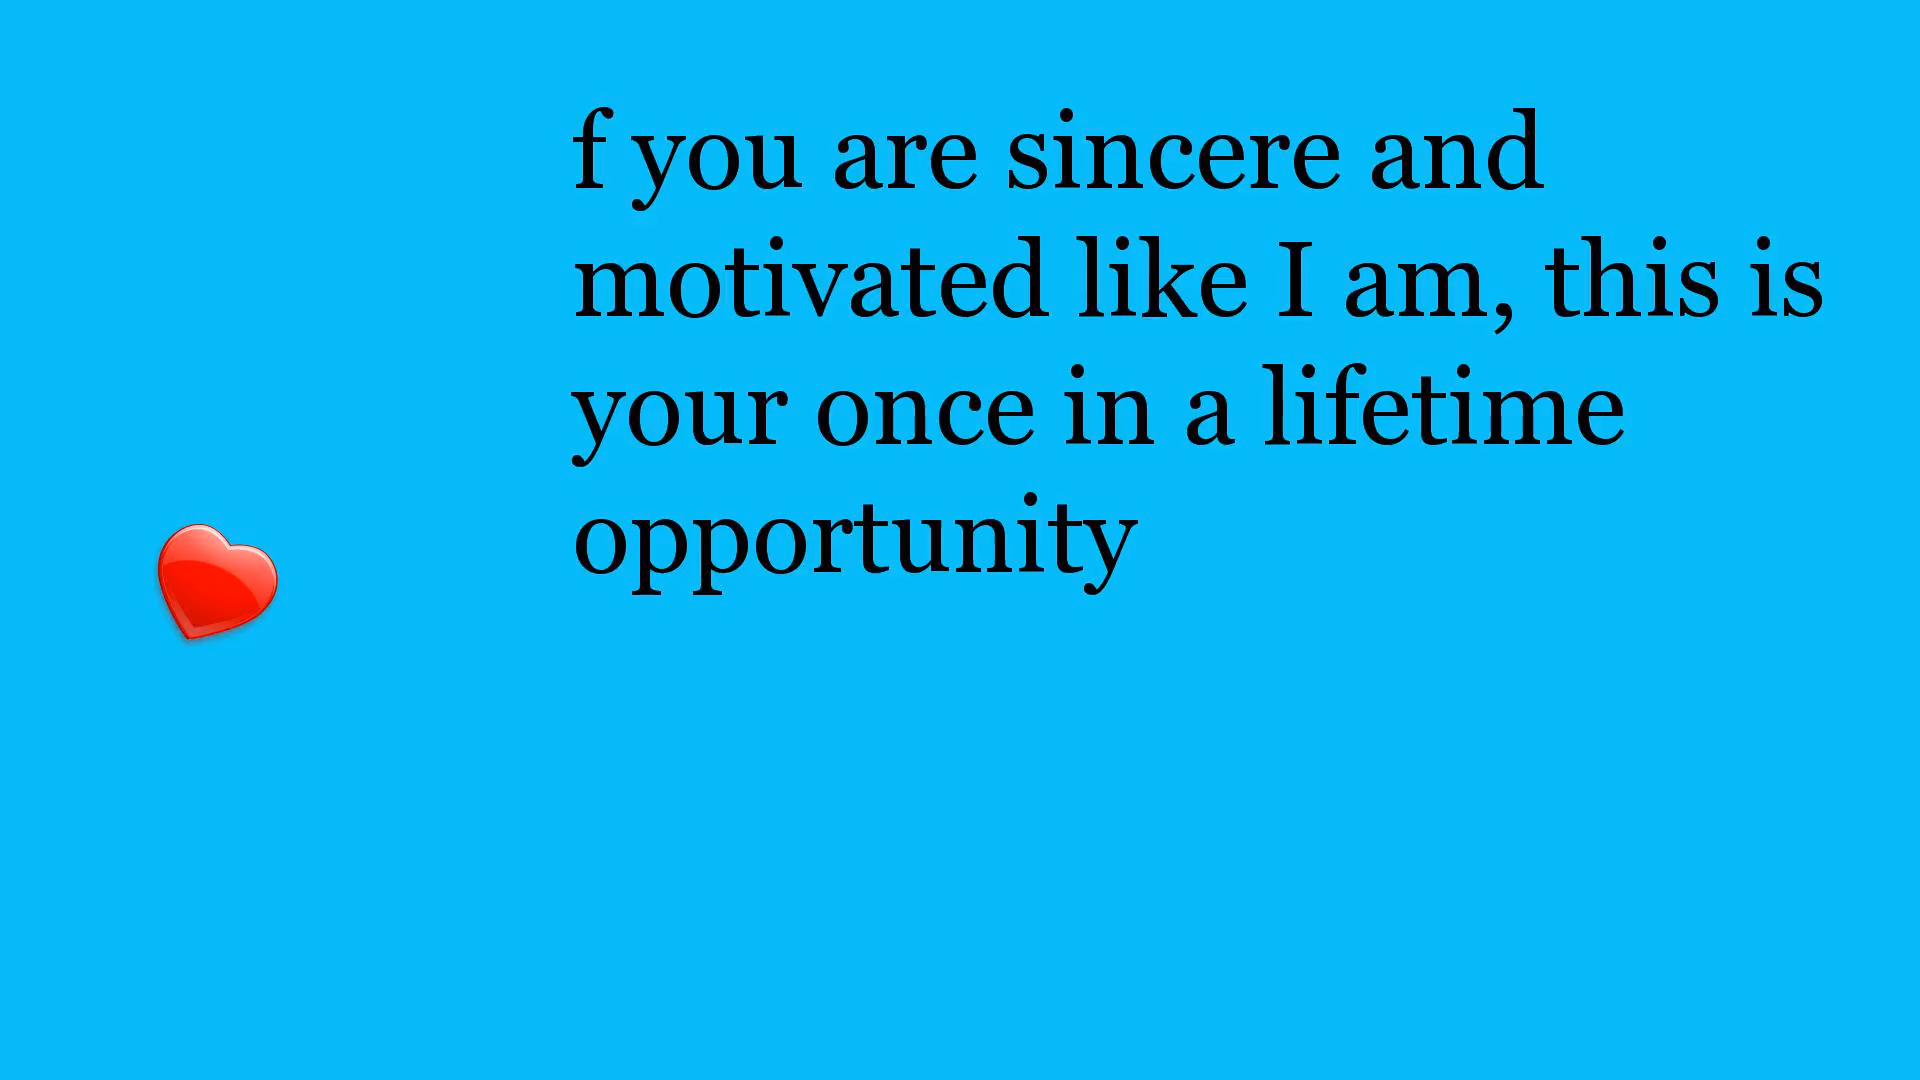 f you are sincere and
motivated like I am, this is
your once in a lifetime
opportunity